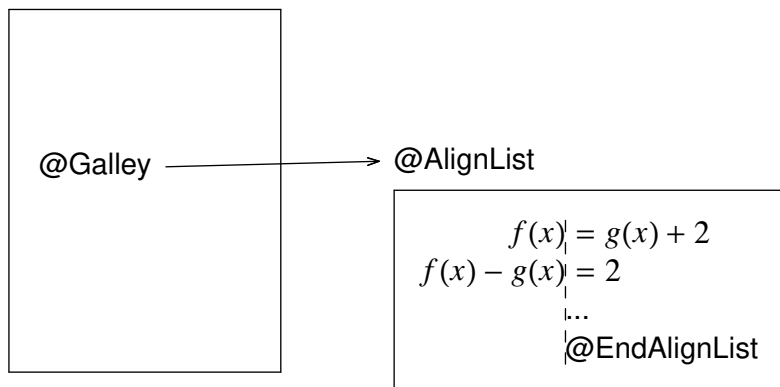 @Galley
@AlignList
f(x) = g(x) + 2
f(x) − g(x) = 2
...
@EndAlignList